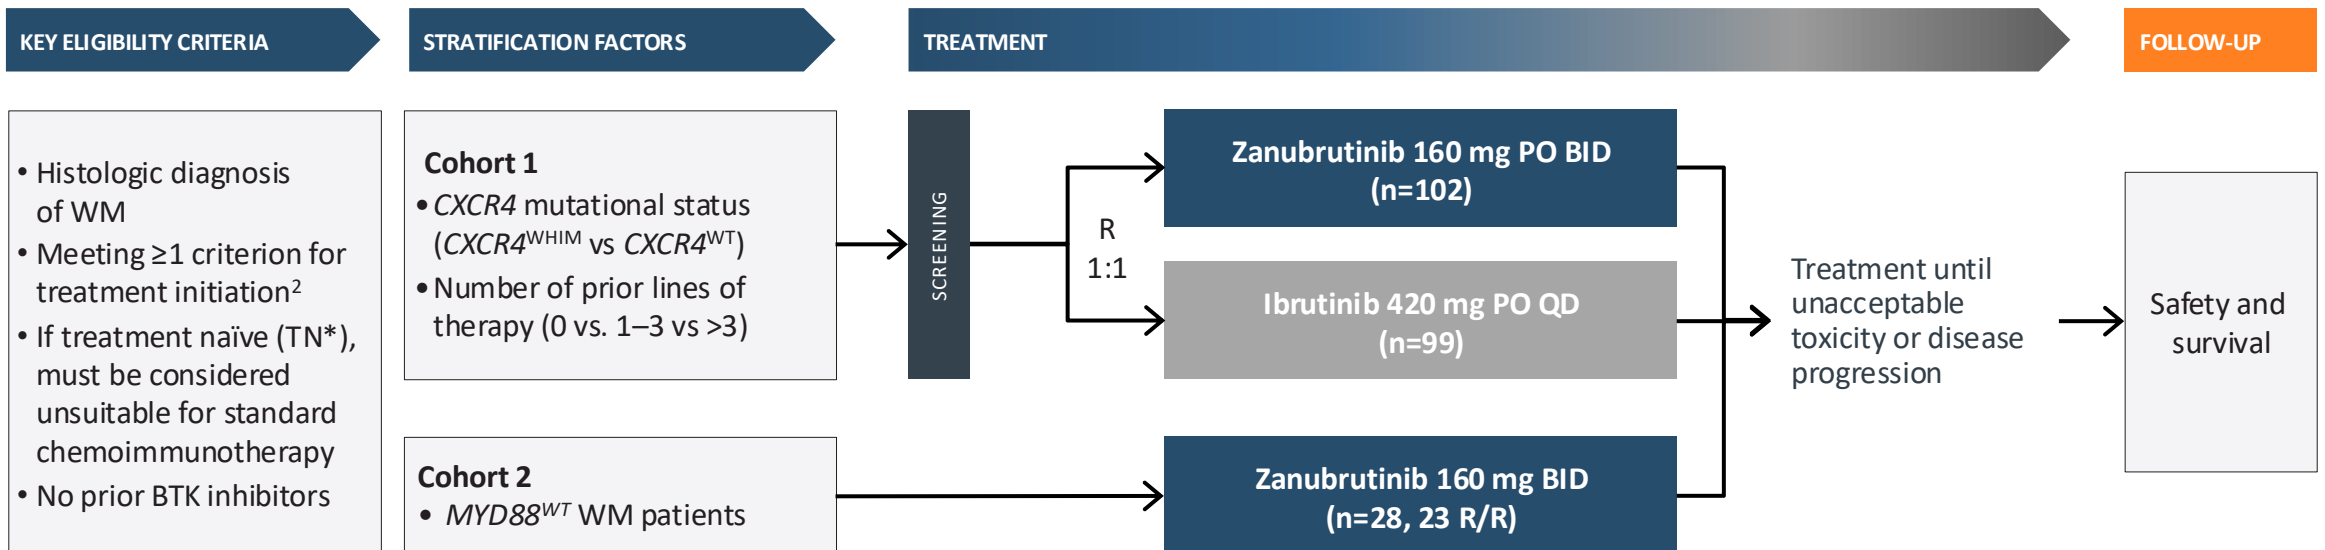 KEY ELIGIBILITY CRITERIA
STRATIFICATION FACTORS
TREATMENT
FOLLOW-UP
• Histologic diagnosis
of WM
• Meeting ≥1 criterion for
treatment initiation²
• If treatment naïve (TN*),
must be considered
unsuitable for standard
chemoimmunotherapy
• No prior BTK inhibitors
Cohort 1
• CXCR4 mutational status
(CXCR4ᵂᴴᴵᴹ vs CXCR4ᵂᵀ)
• Number of prior lines of
therapy (0 vs. 1–3 vs >3)
Cohort 2
• MYD88ᵂᵀ WM patients
SCREENING
R
1:1
Zanubrutinib 160 mg PO BID
(n=102)
Ibrutinib 420 mg PO QD
(n=99)
Zanubrutinib 160 mg BID
(n=28, 23 R/R)
Treatment until
unacceptable
toxicity or disease
progression
Safety and
survival